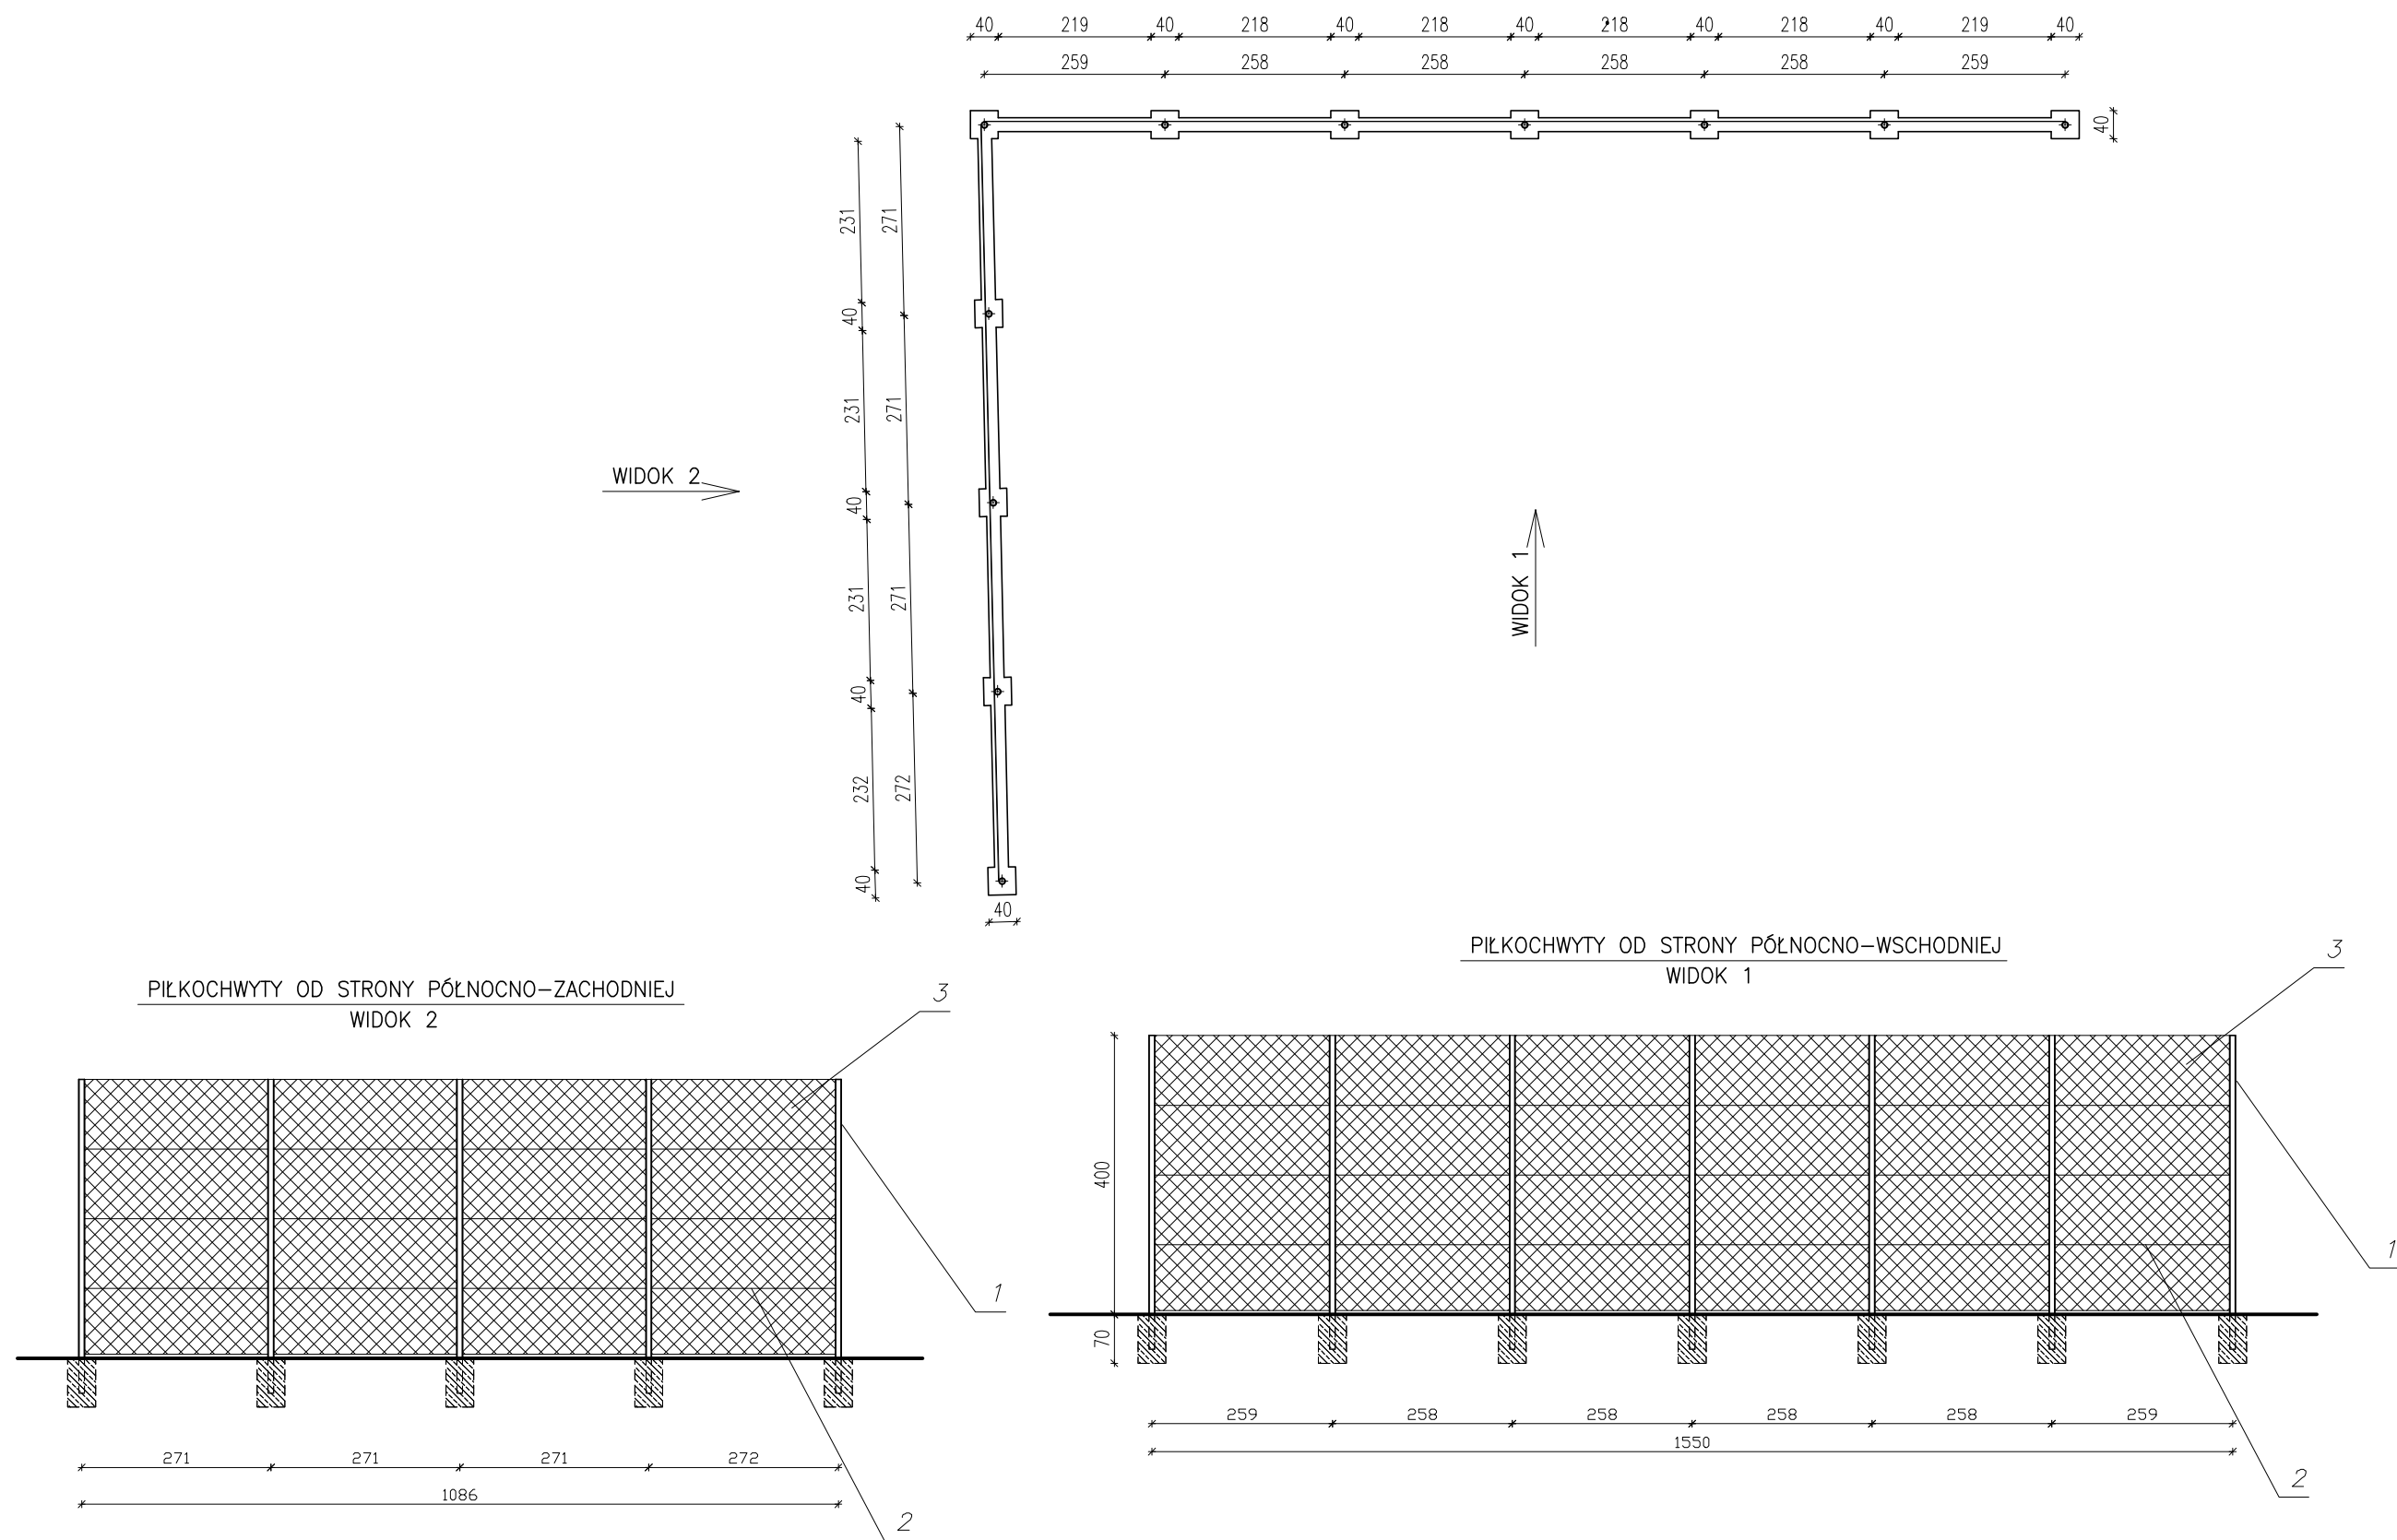 40 219 40 218 40 218 40 218 40 218 40 219 40
259 258 258 258 258 259
40
231 271
40
231 271
WIDOK 2
40
WIDOK 1
231 271
40
232 272
40
40
PIŁKOCHWYTY OD STRONY PÓŁNOCNO-WSCHODNIEJ
WIDOK 1
3
PIŁKOCHWYTY OD STRONY PÓŁNOCNO-ZACHODNIEJ
WIDOK 2
3
400
1
1
70
259 258 258 258 258 259
1550
2
271 271 271 272
1086
2